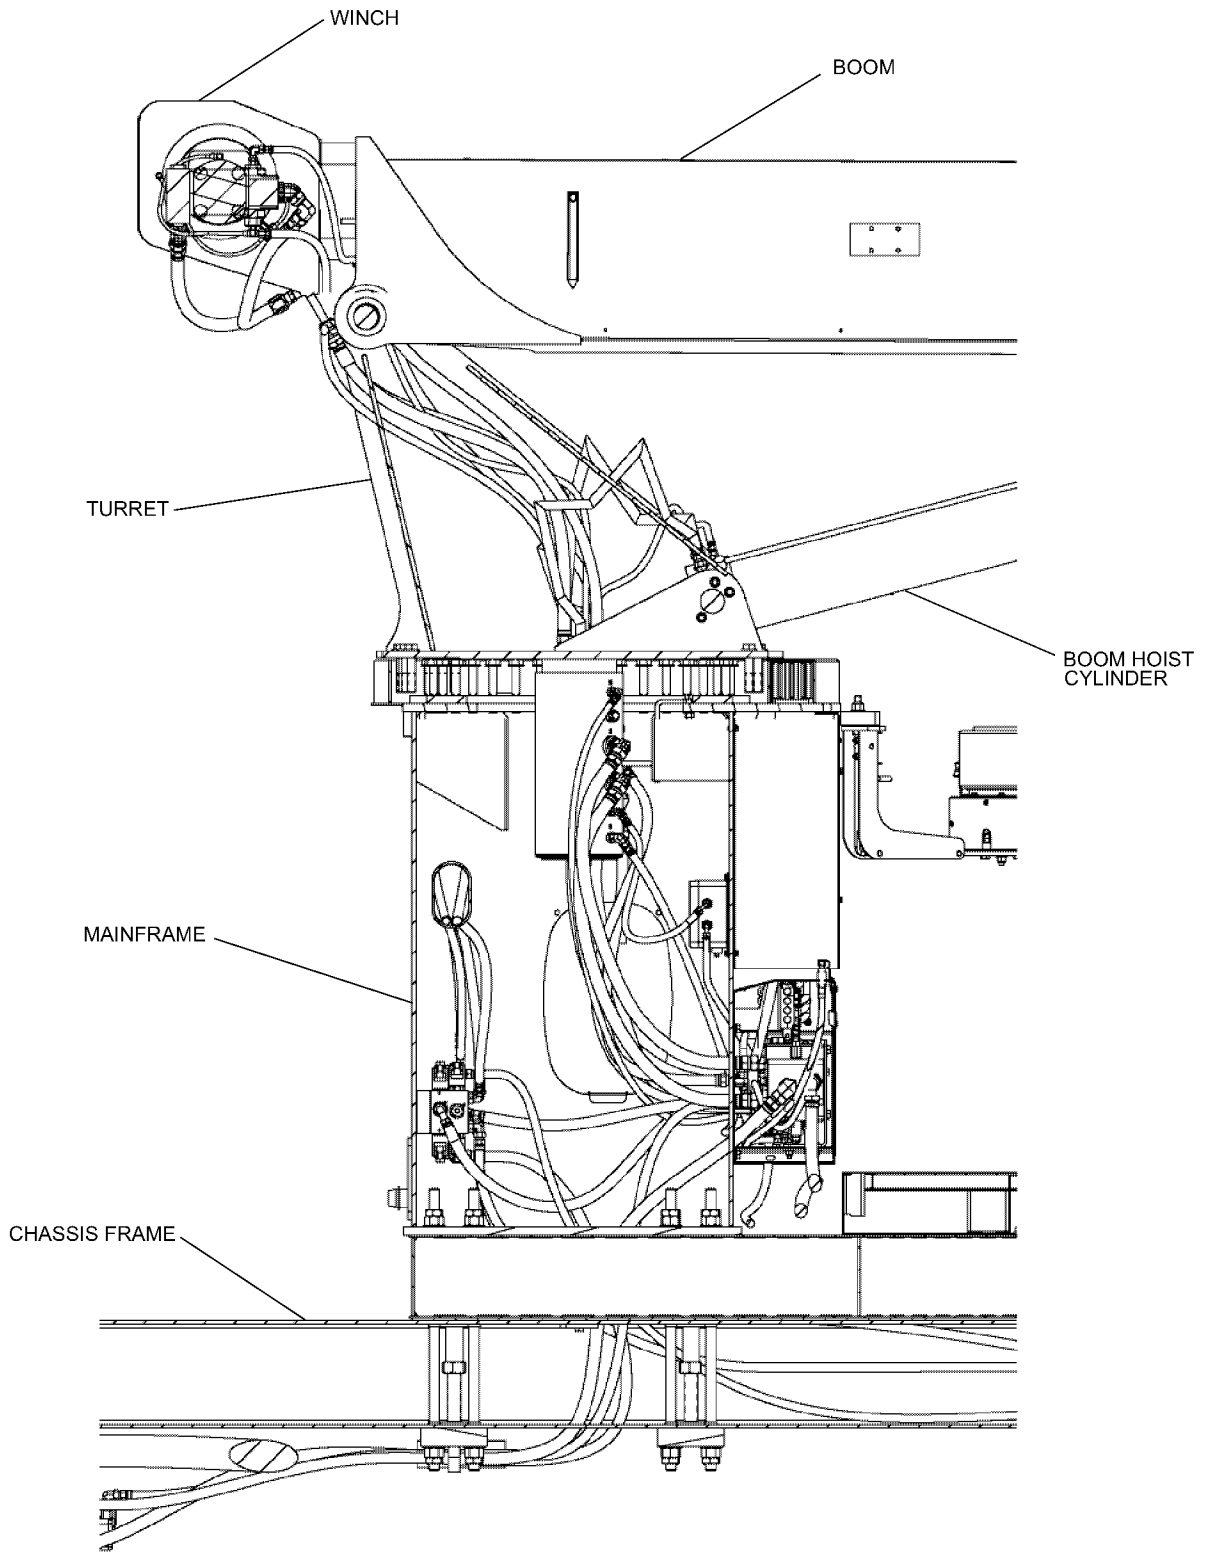 WINCH
BOOM
TURRET
BOOM HOIST
CYLINDER
MAINFRAME
CHASSIS FRAME